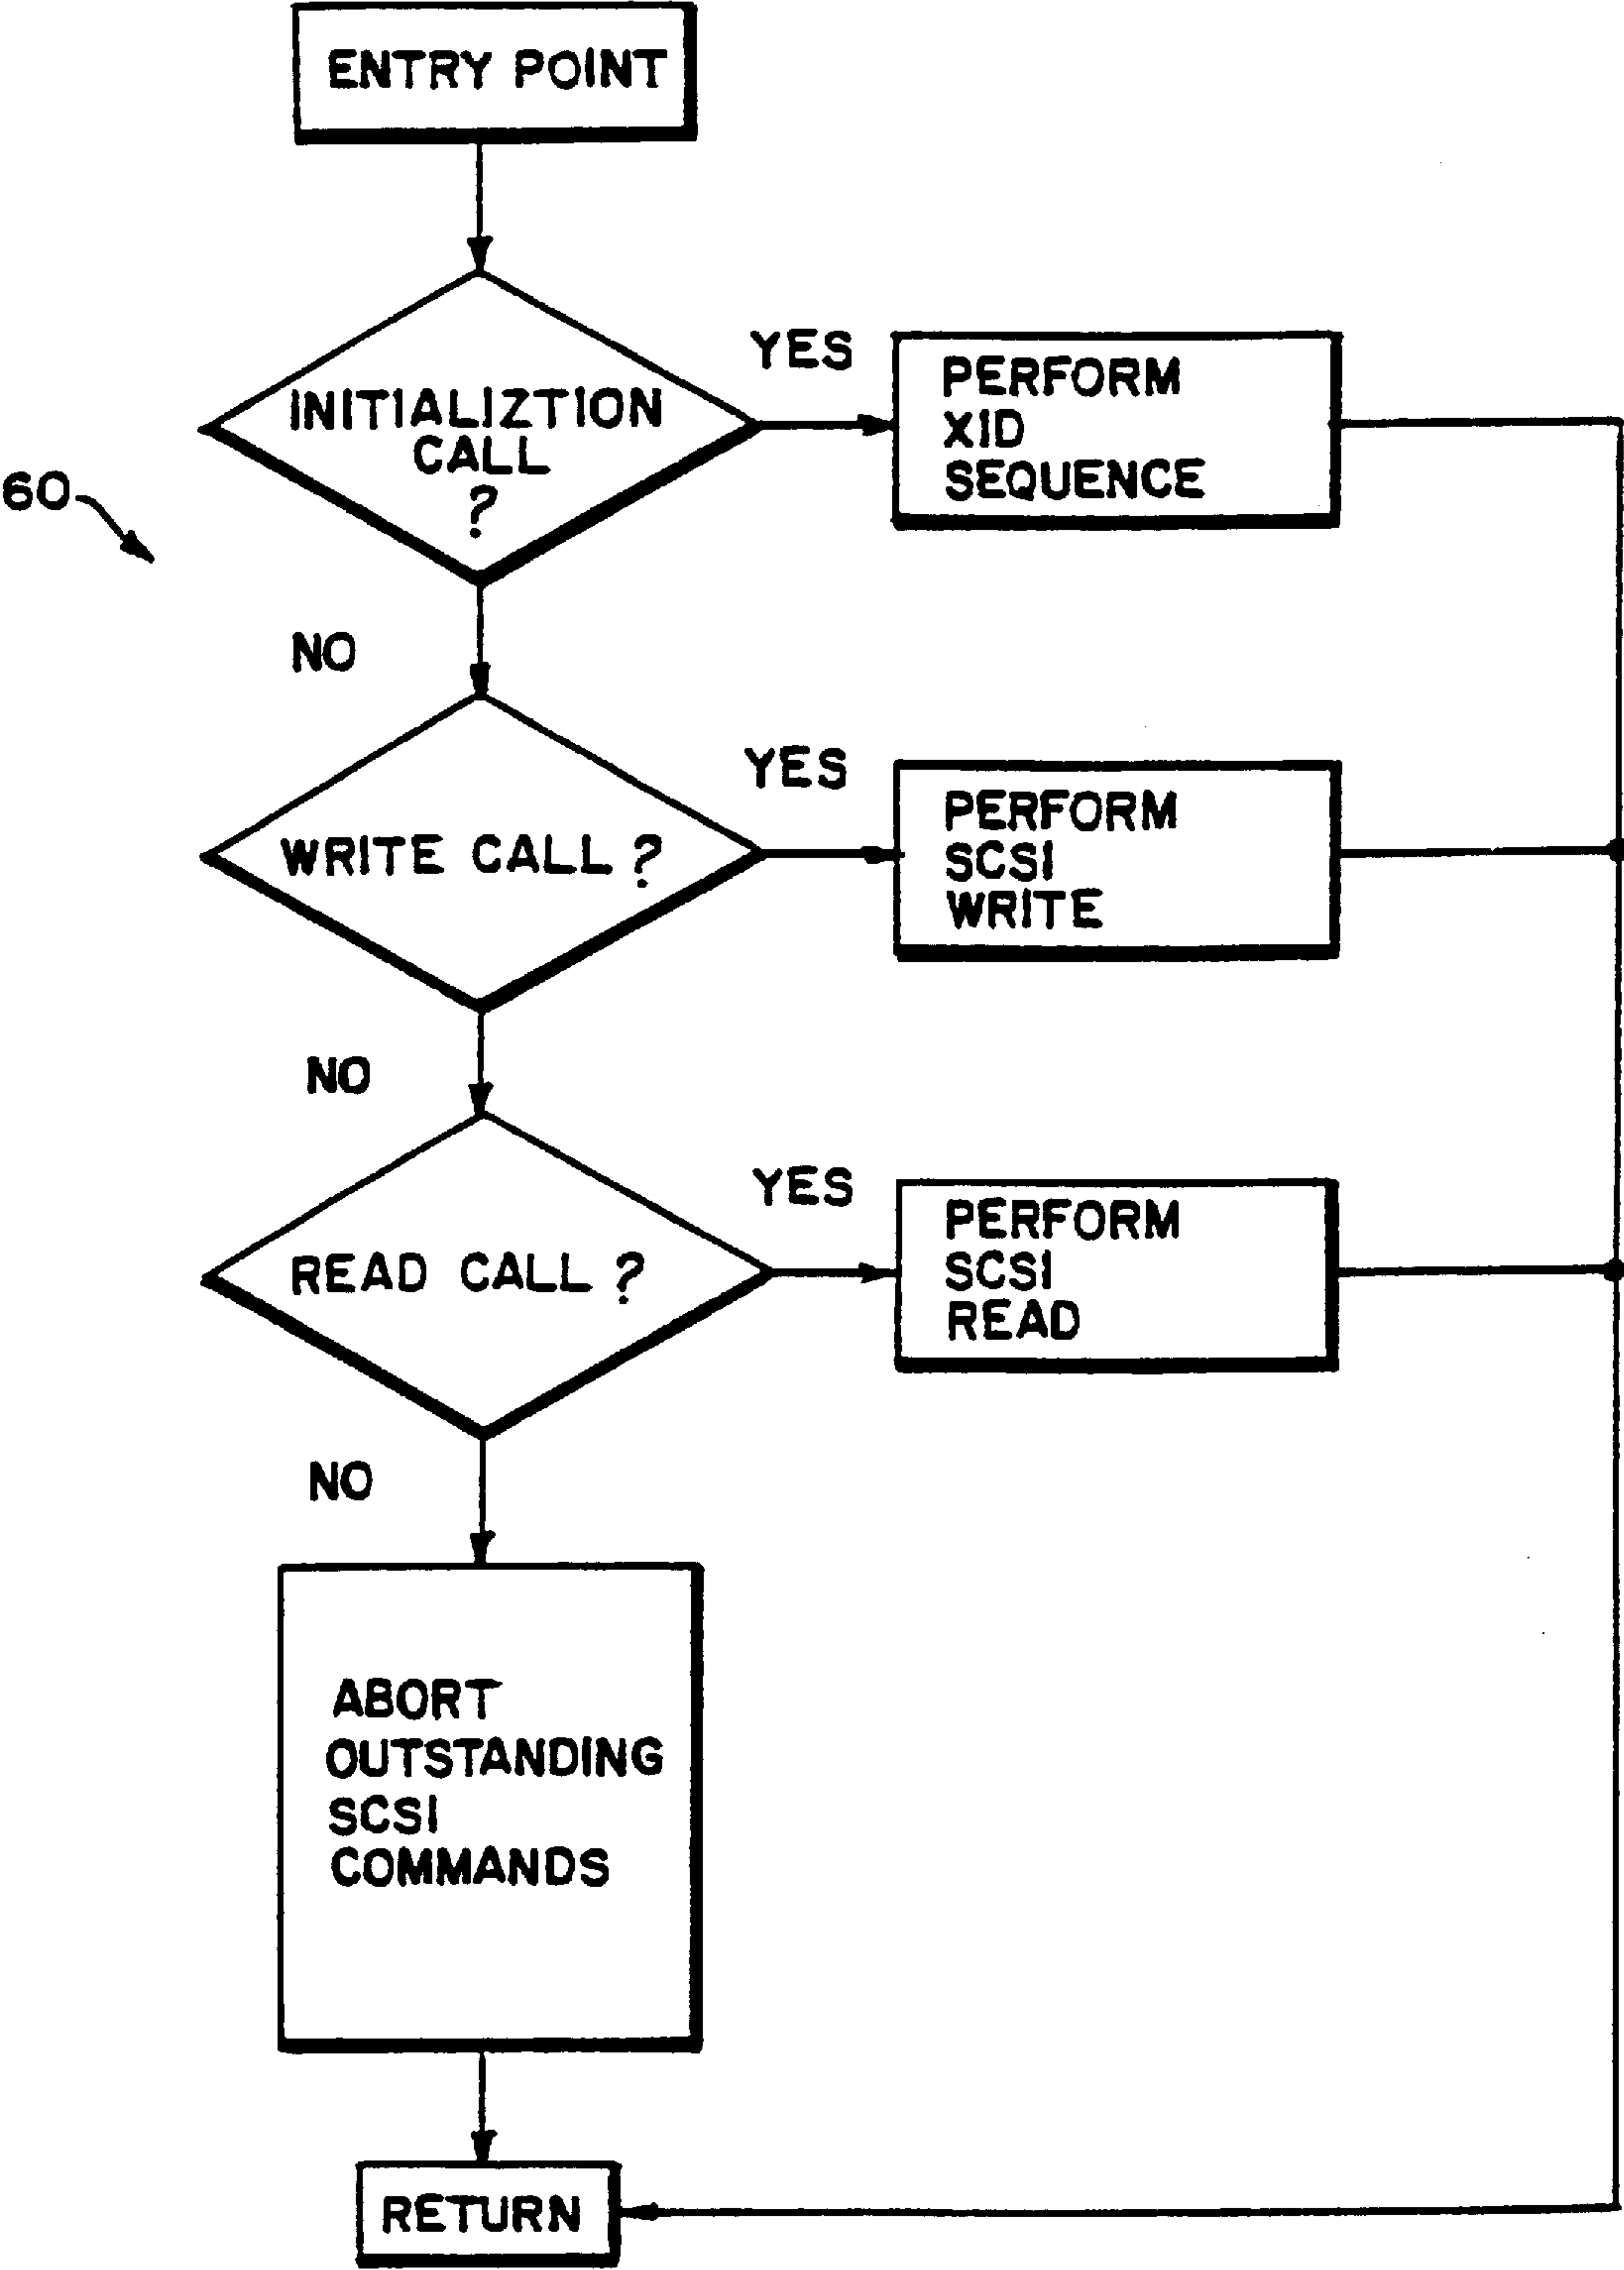 ENTRY POINT
YES
PERFORM
XID
SEQUENCE
INITIALIZTION
CALL
?
60
NO
YES
PERFORM
SCSI
WRITE
WRITE CALL ?
NO
YES
PERFORM
SCSI
READ
READ CALL ?
NO
ABORT
OUTSTANDING
SCSI
COMMANDS
RETURN